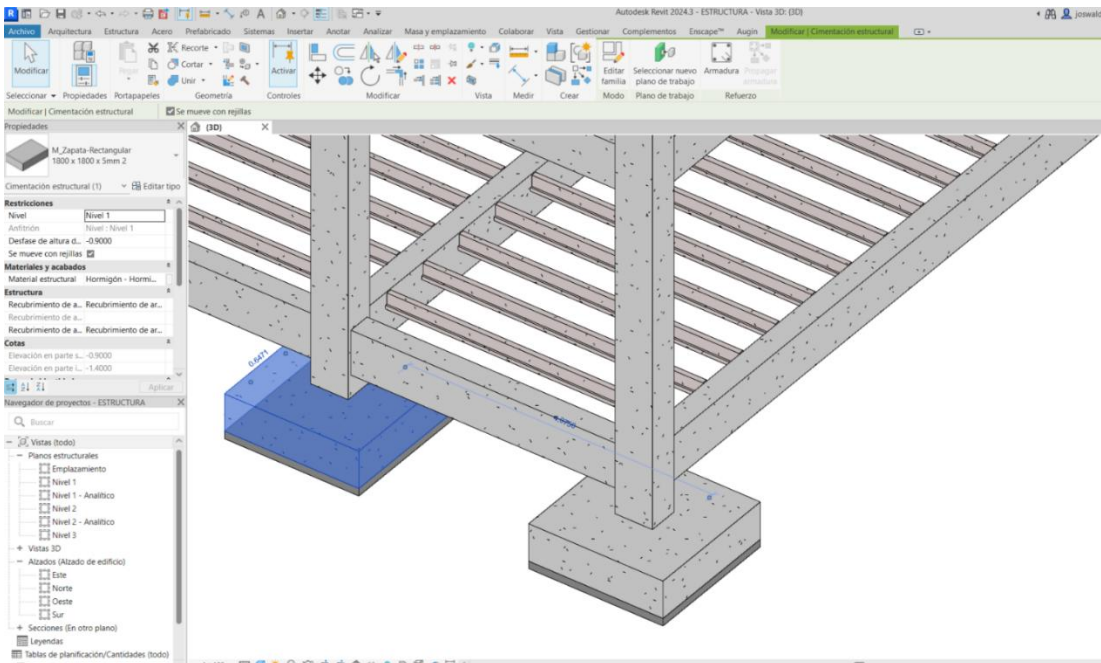 Autodesk Revit 2024.3 - ESTRUCTURA - Vista 3D: {3D}
joswald
Archivo Arquitectura Estructura Acero Prefabricado Sistemas Insertar Anotar Analizar Masa y emplazamiento Colaborar Vista Gestionar Complementos Enscape™ Augin Modificar | Cimentación estructural
Modificar
Pegar
Recorte
Cortar
Unir
Activar
Editar familia
Seleccionar nuevo plano de trabajo
Armadura
Propagar armadura
Seleccionar Propiedades Portapapeles Geometría Controles Modificar Vista Medir Crear Modo Plano de trabajo Refuerzo
Modificar | Cimentación estructural Se mueve con rejillas
Propiedades
{3D}
M_Zapata-Rectangular
1800 x 1800 x 5mm 2
Cimentación estructural (1) Editar tipo
Restricciones
Nivel Nivel 1
Anfitrión Nivel : Nivel 1
Desfase de altura d... -0.9000
Se mueve con rejillas
Materiales y acabados
Material estructural Hormigón - Hormi...
Estructura
Recubrimiento de a... Recubrimiento de ar...
Recubrimiento de a...
Recubrimiento de a... Recubrimiento de ar...
Cotas
Elevación en parte s... -0.9000
Elevación en parte i... -1.4000
Aplicar
0.6471
Navegador de proyectos - ESTRUCTURA
Buscar
Vistas (todo)
Planos estructurales
Emplazamiento
Nivel 1
Nivel 1 - Analítico
Nivel 2
Nivel 2 - Analítico
Nivel 3
Vistas 3D
Alzados (Alzado de edificio)
Este
Norte
Oeste
Sur
Secciones (En otro plano)
Leyendas
Tablas de planificación/Cantidades (todo)